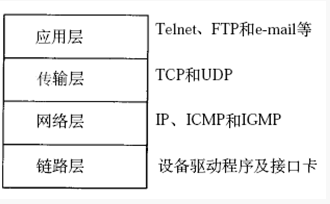 应用层 Telnet、FTP和e-mail等
传输层 TCP和UDP
网络层 IP、ICMP和IGMP
链路层 设备驱动程序及接口卡